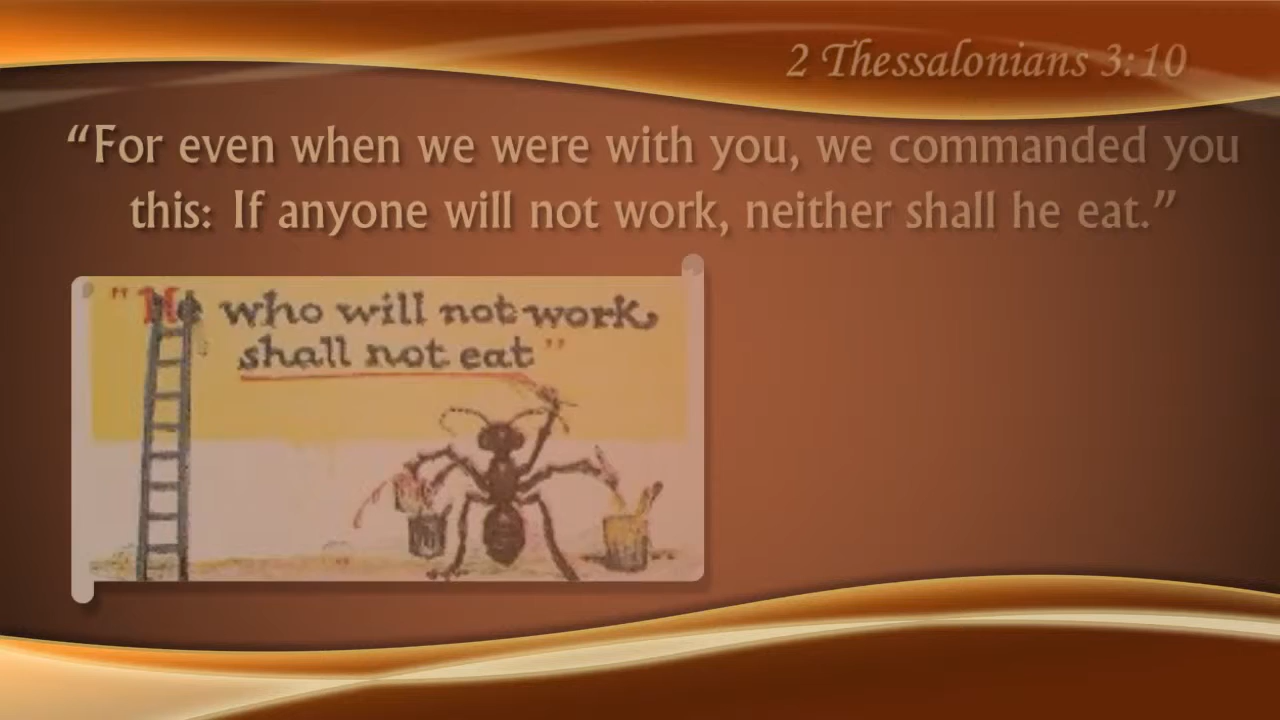 2 Thessalonians 3:10
“For even when we were with you, we commanded you
this: If anyone will not work, neither shall he eat.”
"He who will not work
shall not eat"